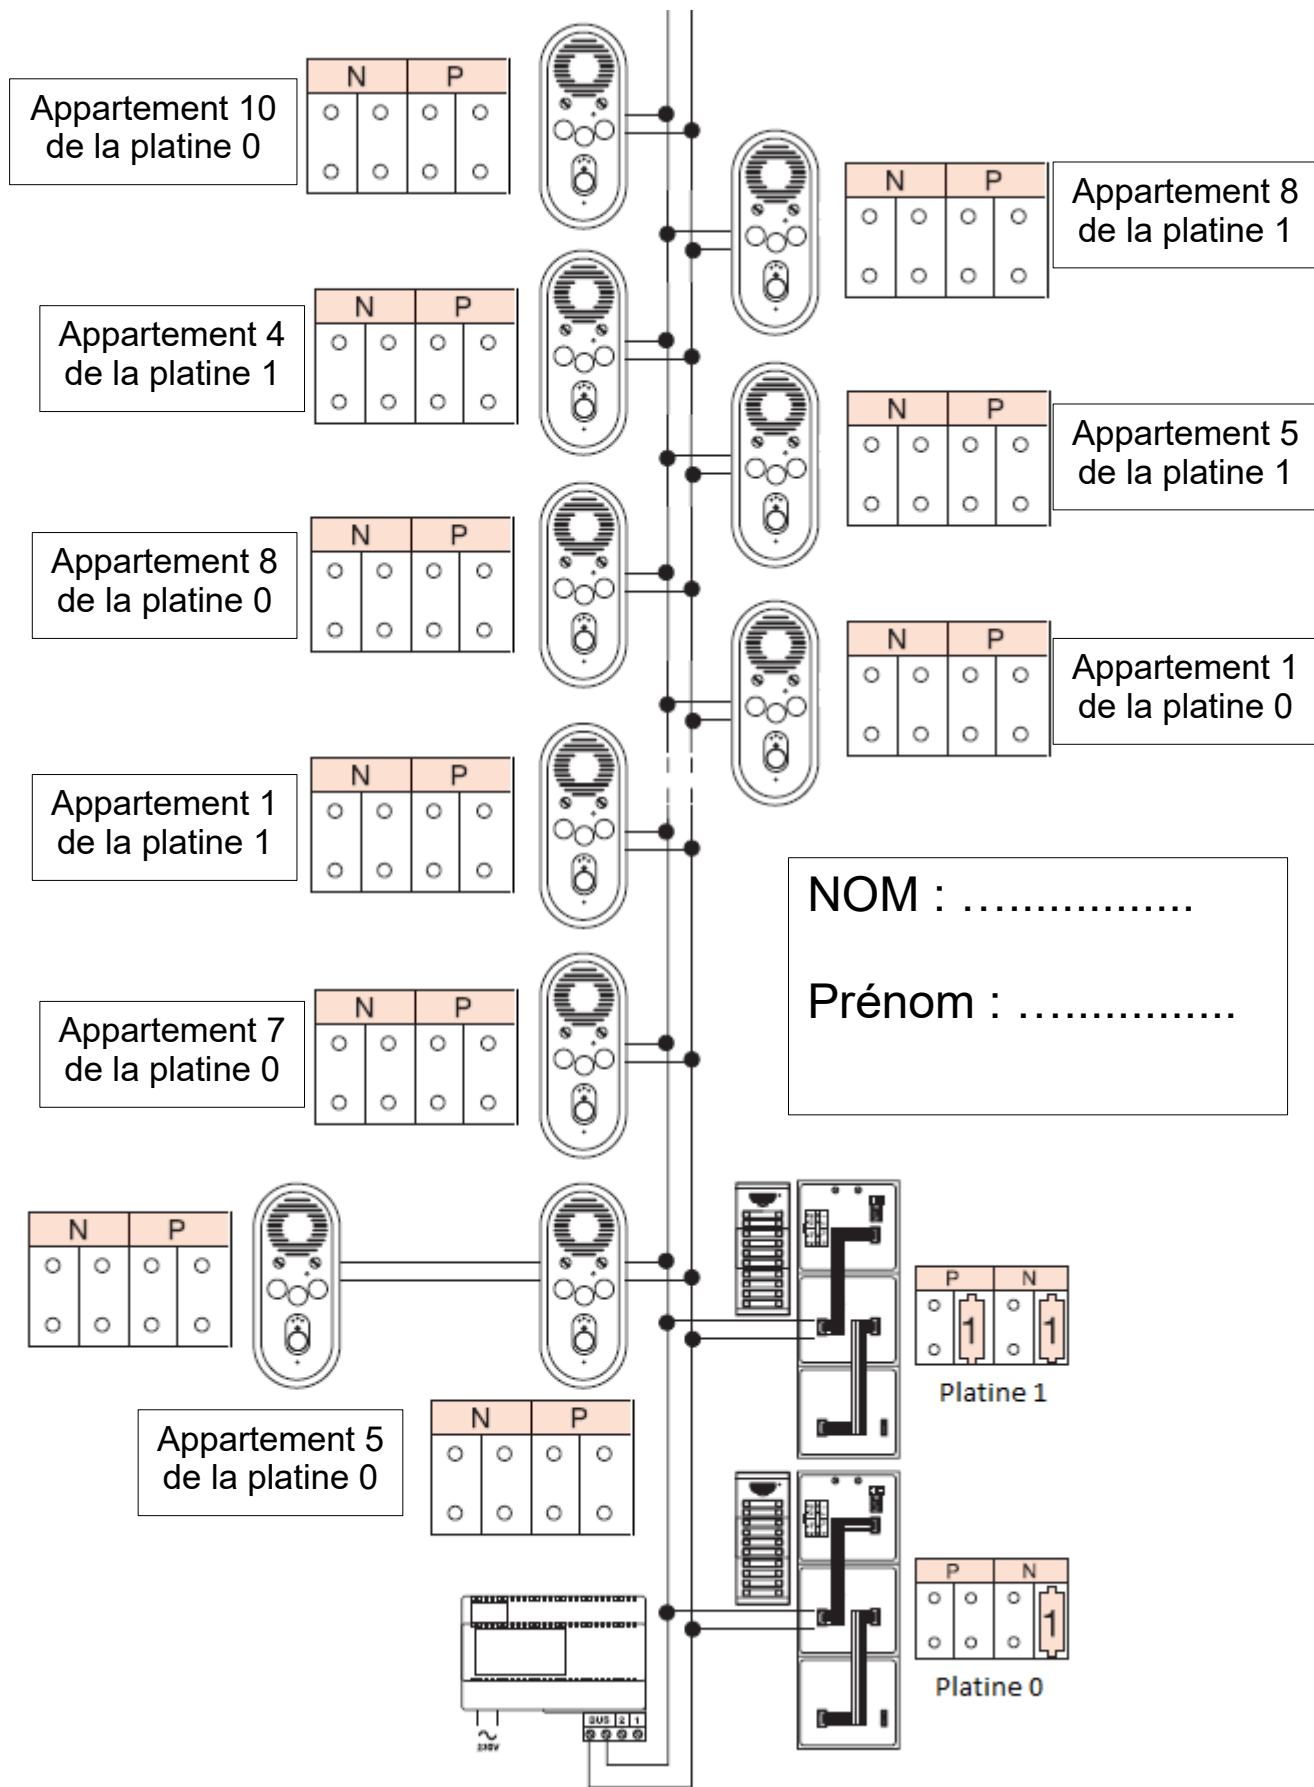 N P
Appartement 10
de la platine 0
N P
Appartement 8
de la platine 1
N P
Appartement 4
de la platine 1
N P
Appartement 5
de la platine 1
N P
Appartement 8
de la platine 0
N P
Appartement 1
de la platine 0
N P
Appartement 1
de la platine 1
NOM : …..............
Prénom : ….............
N P
Appartement 7
de la platine 0
N P
P N
1 1
Platine 1
Appartement 5
de la platine 0
N P
P N
1
Platine 0
BUS 2 1
230V